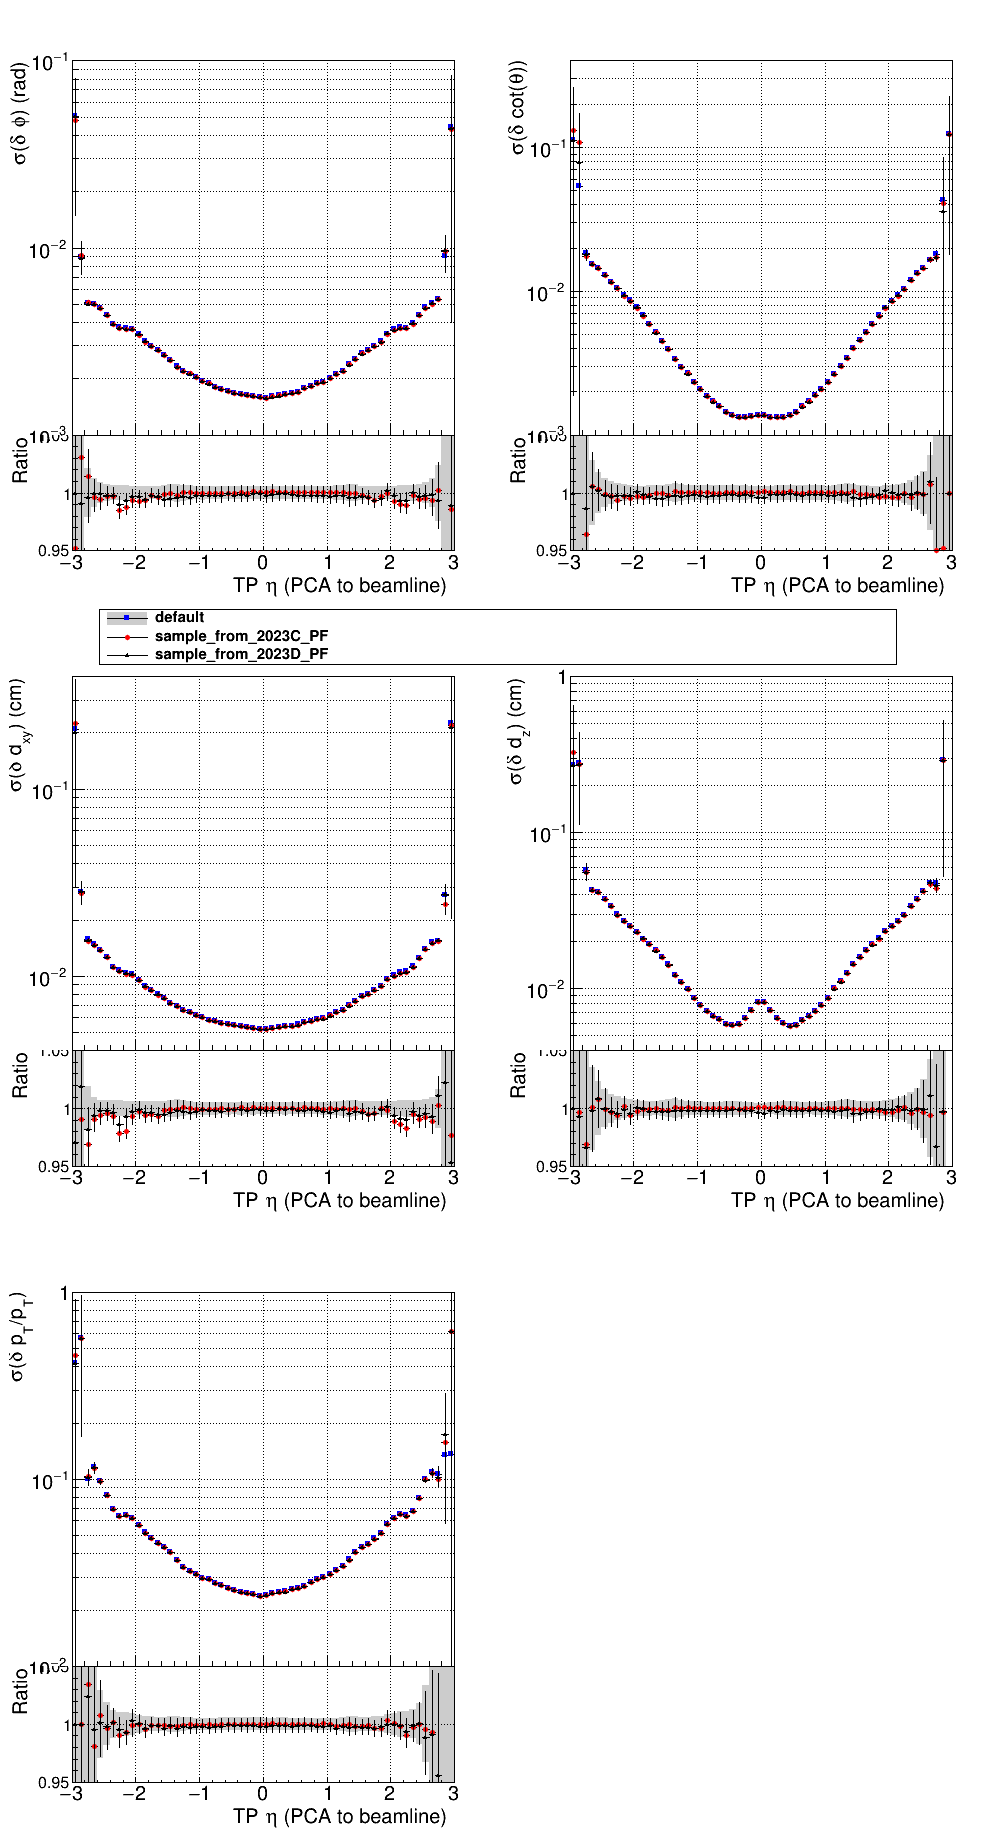 σ(δ φ) (rad)
10⁻¹
10⁻²
10⁻³
Ratio
1
0.95
−3 −2 −1 0 1 2 3
TP η (PCA to beamline)
σ(δ cot(θ))
10⁻¹
10⁻²
10⁻³
Ratio
1
0.95
−3 −2 −1 0 1 2 3
TP η (PCA to beamline)
default
sample_from_2023C_PF
sample_from_2023D_PF
σ(δ d_xy) (cm)
10⁻¹
10⁻²
Ratio
1.05
1
0.95
−3 −2 −1 0 1 2 3
TP η (PCA to beamline)
σ(δ d_z) (cm)
1
10⁻¹
10⁻²
Ratio
1.05
1
0.95
−3 −2 −1 0 1 2 3
TP η (PCA to beamline)
σ(δ p_T/p_T)
1
10⁻¹
10⁻²
Ratio
1
0.95
−3 −2 −1 0 1 2 3
TP η (PCA to beamline)